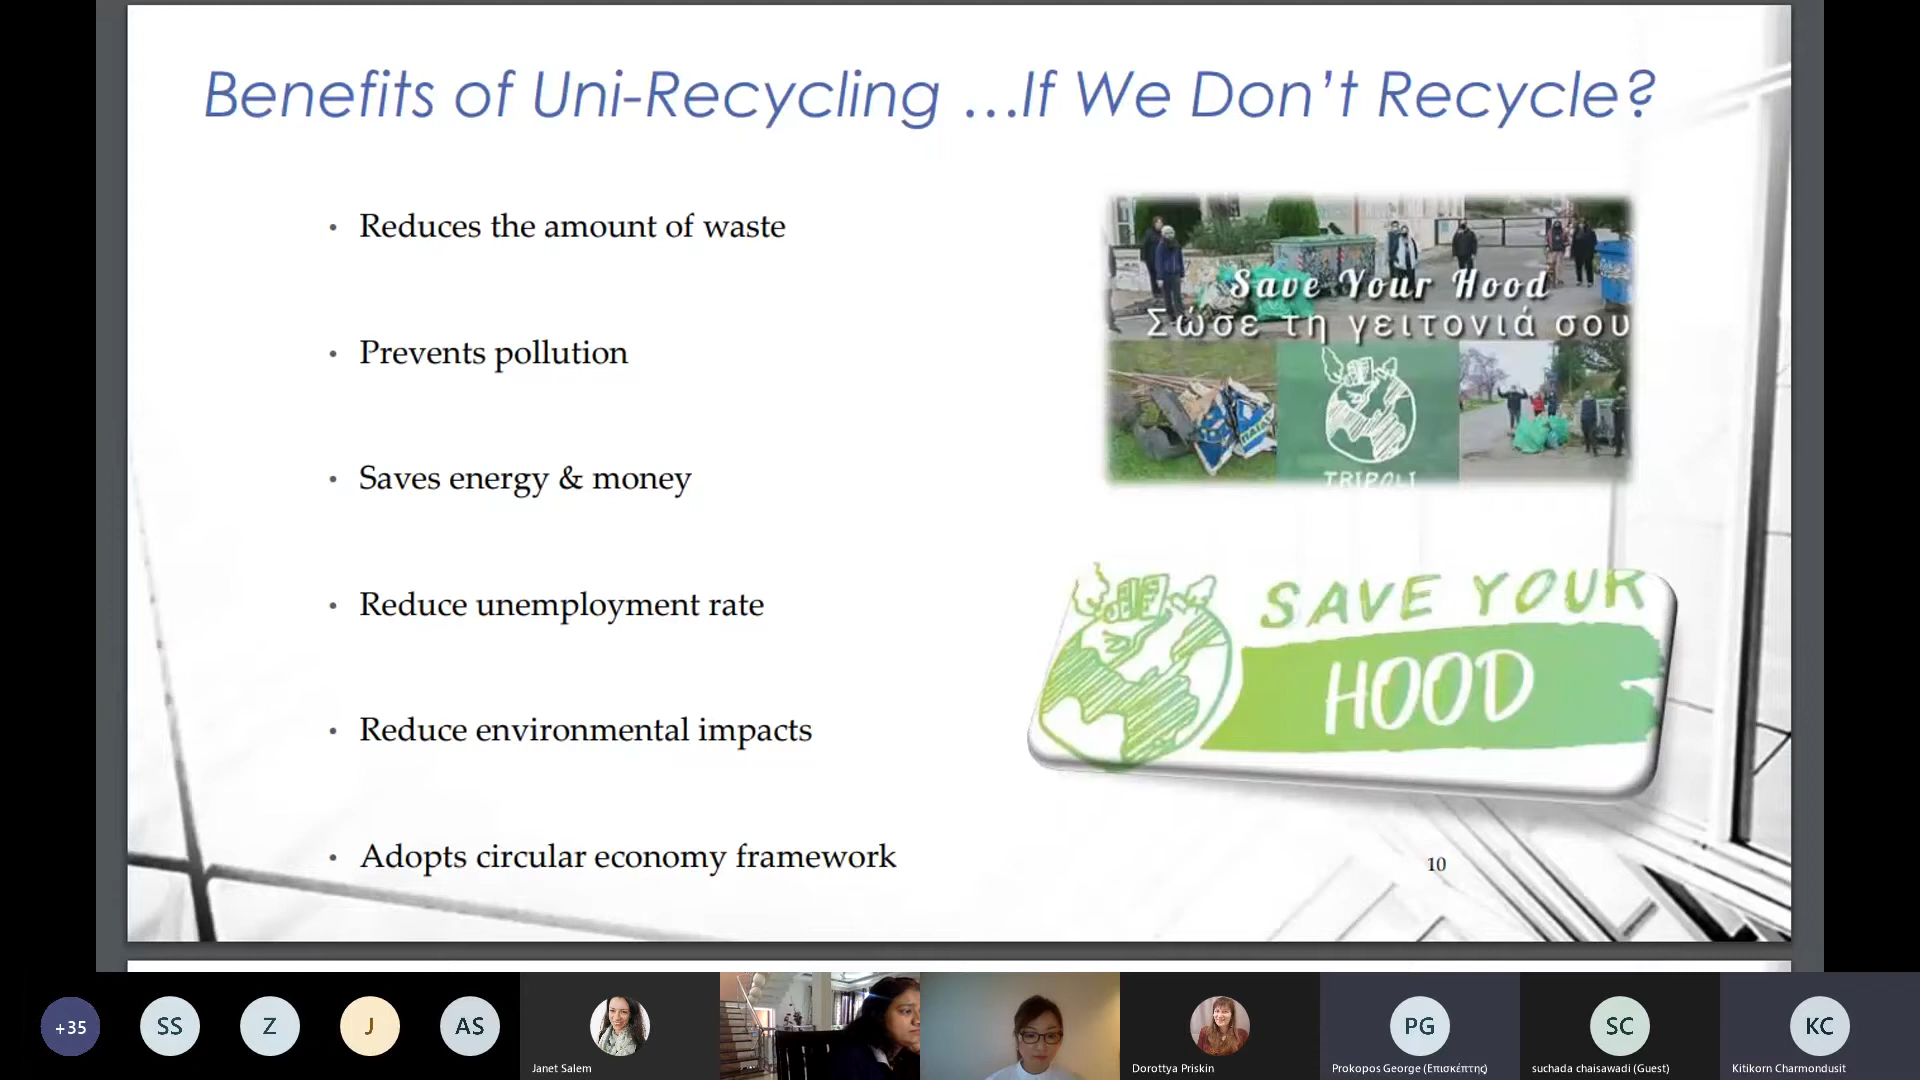 Benefits of Uni-Recycling …If We Don’t Recycle?
• Reduces the amount of waste
• Prevents pollution
• Saves energy & money
• Reduce unemployment rate
• Reduce environmental impacts
• Adopts circular economy framework
Save Your Hood
Σώσε τη γειτονιά σου
TRIPOLI
SAVE YOUR
HOOD
10
+35
SS
Z
J
AS
Janet Salem
Dorottya Priskin
PG
Prokopos George (Επισκέπτης)
SC
suchada chaisawadi (Guest)
KC
Kitikorn Charmondusit